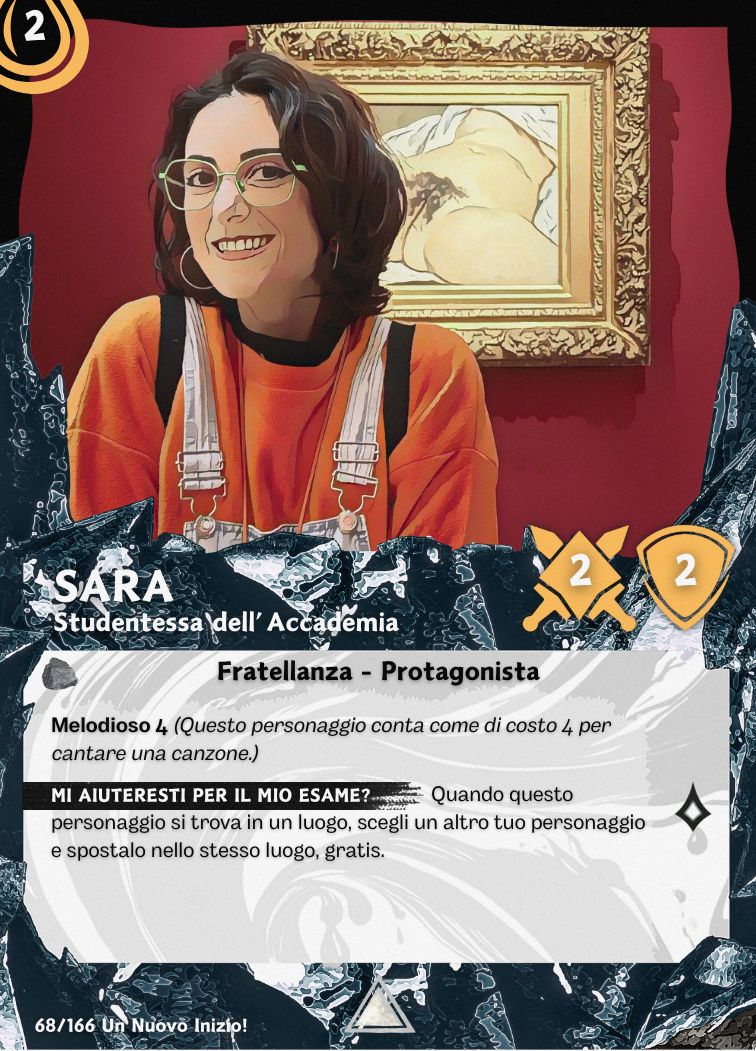 2
SARA
Studentessa dell' Accademia
2
2
Fratellanza - Protagonista
Melodioso 4 (Questo personaggio conta come di costo 4 per
cantare una canzone.)
MI AIUTERESTI PER IL MIO ESAME? Quando questo
personaggio si trova in un luogo, scegli un altro tuo personaggio
e spostalo nello stesso luogo, gratis.
68/166 Un Nuovo Inizio!